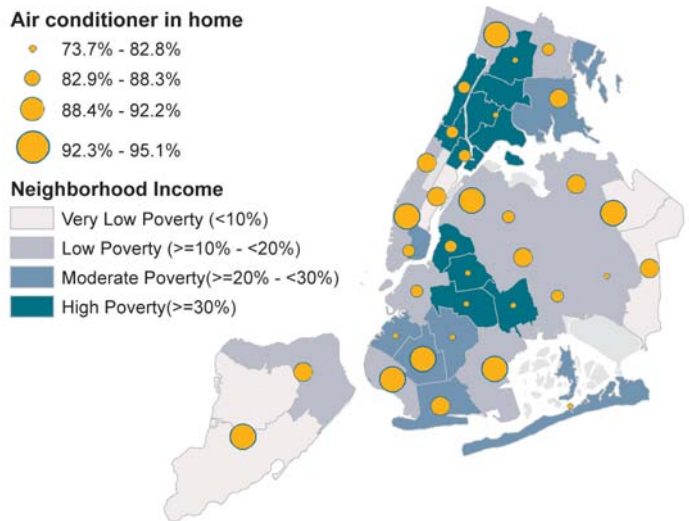 Air conditioner in home
73.7% - 82.8%
82.9% - 88.3%
88.4% - 92.2%
92.3% - 95.1%
Neighborhood Income
Very Low Poverty (<10%)
Low Poverty (>=10% - <20%)
Moderate Poverty(>=20% - <30%)
High Poverty(>=30%)